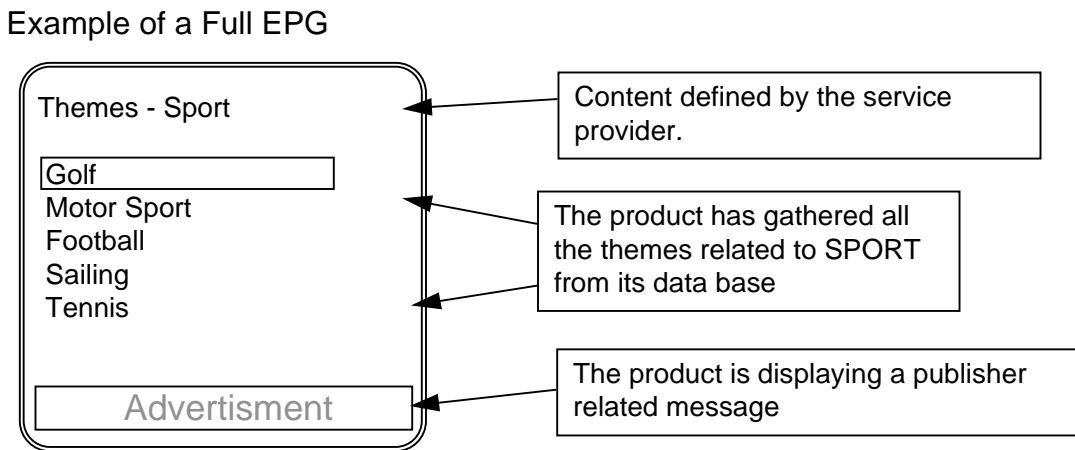 Example of a Full EPG
Themes - Sport
Golf
Motor Sport
Football
Sailing
Tennis
Advertisment
Content defined by the service
provider.
The product has gathered all
the themes related to SPORT
from its data base
The product is displaying a publisher
related message